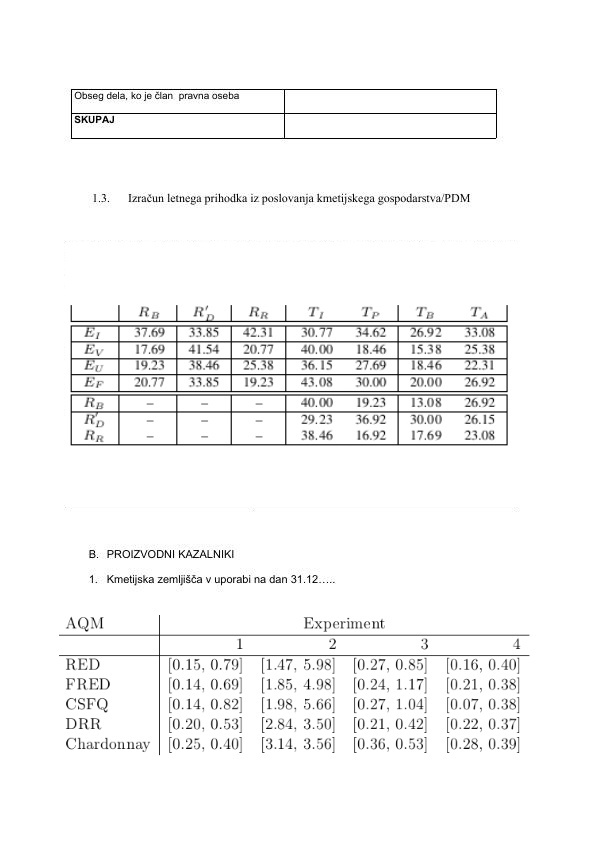 Obseg dela, ko je član pravna oseba
SKUPAJ
1.3. Izračun letnega prihodka iz poslovanja kmetijskega gospodarstva/PDM
R_B R'_D R_R T_I T_P T_B T_A
E_I 37.69 33.85 42.31 30.77 34.62 26.92 33.08
E_V 17.69 41.54 20.77 40.00 18.46 15.38 25.38
E_U 19.23 38.46 25.38 36.15 27.69 18.46 22.31
E_F 20.77 33.85 19.23 43.08 30.00 20.00 26.92
R_B – – – 40.00 19.23 13.08 26.92
R'_D – – – 29.23 36.92 30.00 26.15
R_R – – – 38.46 16.92 17.69 23.08
B. PROIZVODNI KAZALNIKI
1. Kmetijska zemljišča v uporabi na dan 31.12…..
AQM Experiment
1 2 3 4
RED [0.15, 0.79] [1.47, 5.98] [0.27, 0.85] [0.16, 0.40]
FRED [0.14, 0.69] [1.85, 4.98] [0.24, 1.17] [0.21, 0.38]
CSFQ [0.14, 0.82] [1.98, 5.66] [0.27, 1.04] [0.07, 0.38]
DRR [0.20, 0.53] [2.84, 3.50] [0.21, 0.42] [0.22, 0.37]
Chardonnay [0.25, 0.40] [3.14, 3.56] [0.36, 0.53] [0.28, 0.39]